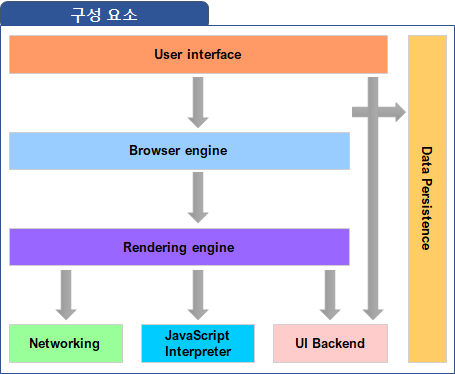 구성 요소
User interface
Browser engine
Data Persistence
Rendering engine
Networking
JavaScript
Interpreter
UI Backend